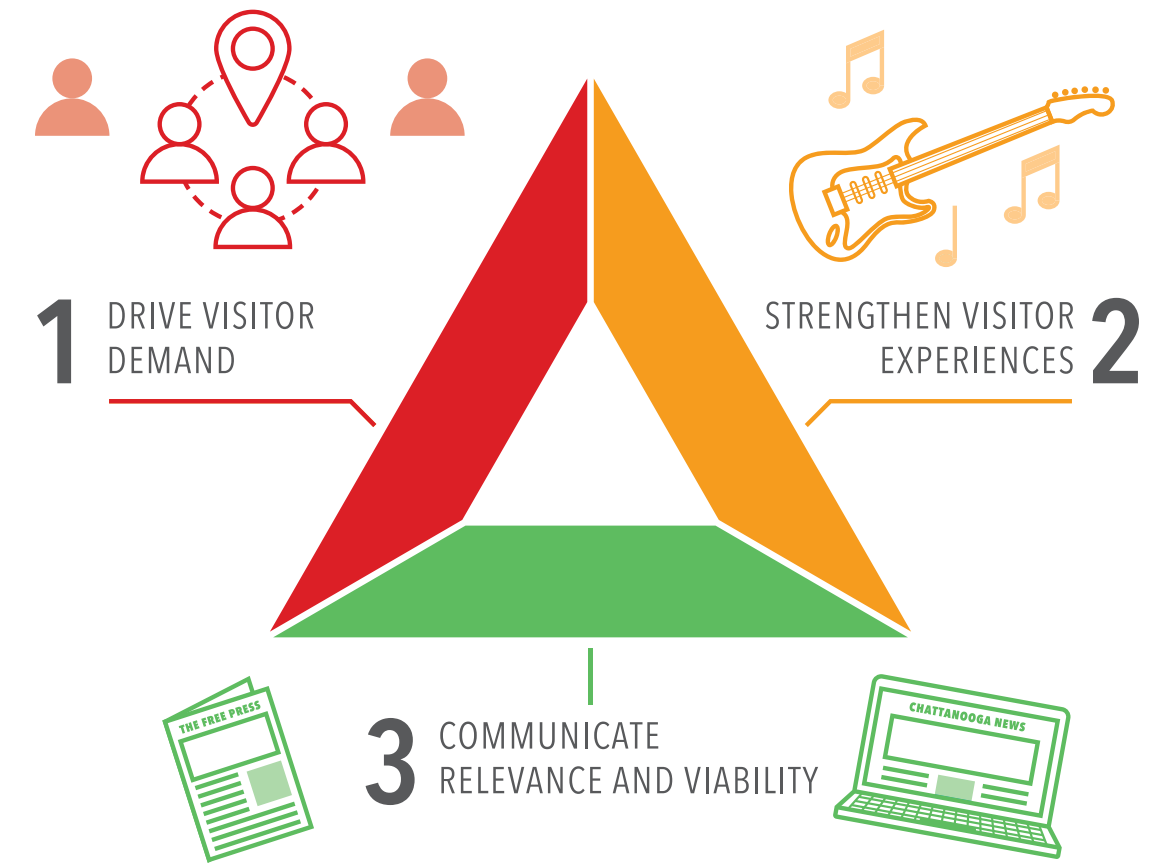 1
DRIVE VISITOR
DEMAND
STRENGTHEN VISITOR
EXPERIENCES
2
THE FREE PRESS
3
COMMUNICATE
RELEVANCE AND VIABILITY
CHATTANOOGA NEWS